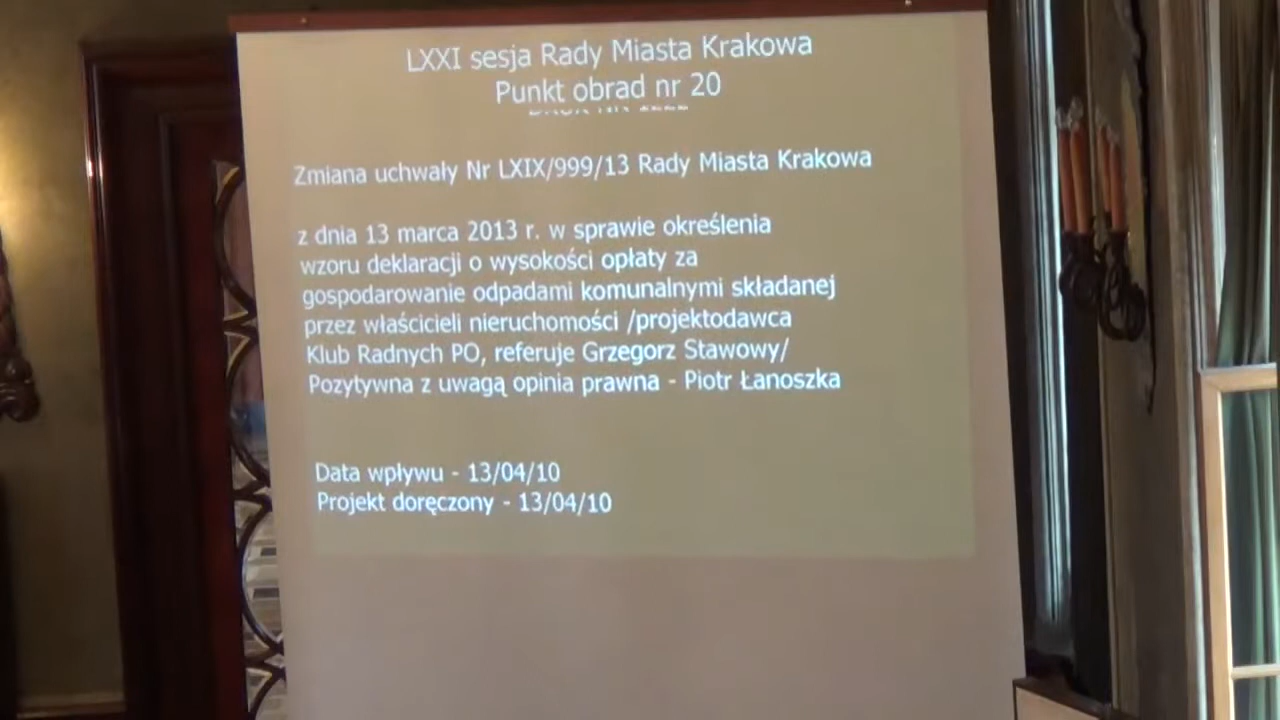 LXXI sesja Rady Miasta Krakowa
Punkt obrad nr 20
Zmiana uchwały Nr LXIX/999/13 Rady Miasta Krakowa
z dnia 13 marca 2013 r. w sprawie określenia
wzoru deklaracji o wysokości opłaty za
gospodarowanie odpadami komunalnymi składanej
przez właścicieli nieruchomości /projektodawca
Klub Radnych PO, referuje Grzegorz Stawowy/
Pozytywna z uwagą opinia prawna - Piotr Łanoszka
Data wpływu - 13/04/10
Projekt doręczony - 13/04/10